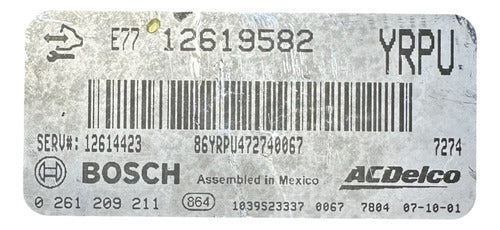 E77 12619582 YRPU
SERV#: 12614423 86YRPU472740067 7274
BOSCH Assembled in Mexico ACDelco
0 261 209 211 864 1039S23337 0067 7804 07-10-01